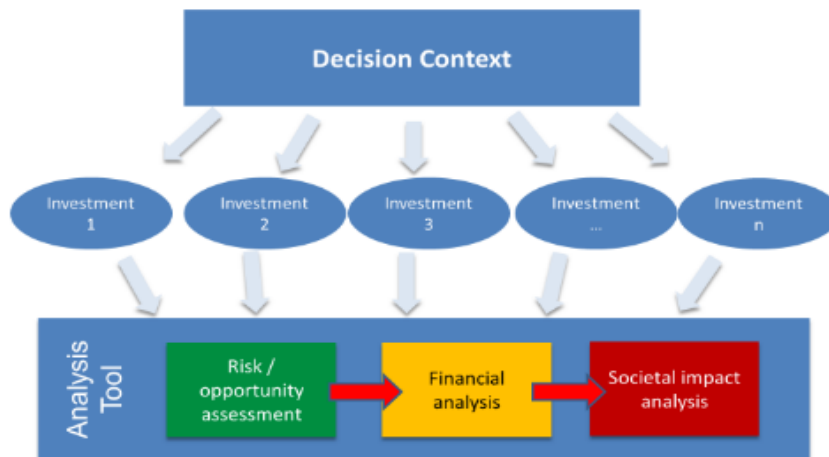 Decision Context
Investment
1
Investment
2
Investment
3
Investment
...
Investment
n
Analysis
Tool
Risk /
opportunity
assessment
Financial
analysis
Societal impact
analysis